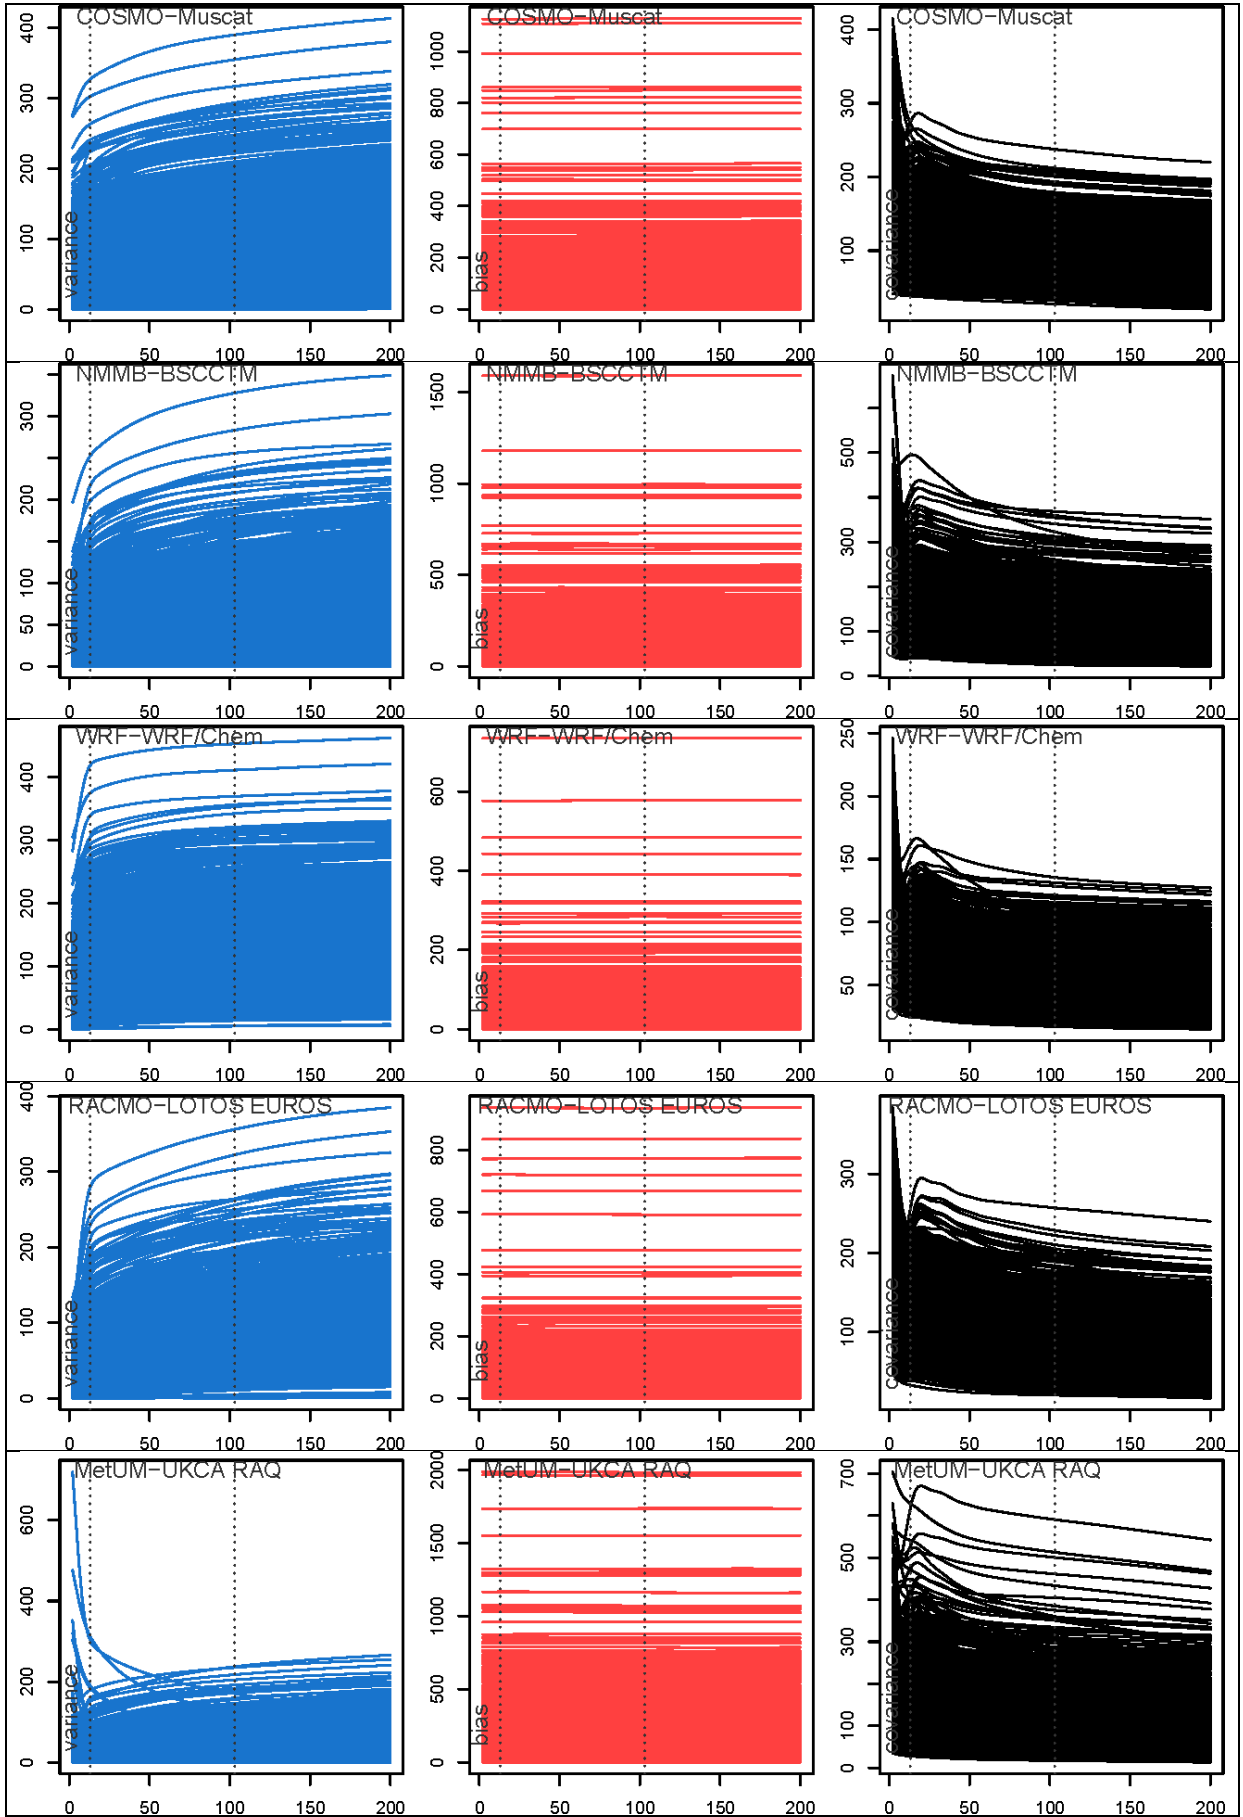 COSMO-Muscat
variance
0 100 200 300 400
0 50 100 150 200
COSMO-Muscat
bias
0 200 400 600 800 1000
0 50 100 150 200
COSMO-Muscat
covariance
100 200 300 400
0 50 100 150 200
NMMB-BSCCTM
variance
0 50 100 200 300
0 50 100 150 200
NMMB-BSCCTM
bias
0 500 1000 1500
0 50 100 150 200
NMMB-BSCCTM
covariance
0 100 300 500
0 50 100 150 200
WRF-WRF/Chem
variance
0 100 200 300 400
0 50 100 150 200
WRF-WRF/Chem
bias
0 200 400 600
0 50 100 150 200
WRF-WRF/Chem
covariance
50 100 150 200 250
0 50 100 150 200
RACMO-LOTOS EUROS
variance
0 100 200 300 400
0 50 100 150 200
RACMO-LOTOS EUROS
bias
0 200 400 600 800
0 50 100 150 200
RACMO-LOTOS EUROS
covariance
100 200 300
0 50 100 150 200
MetUM-UKCA RAQ
variance
0 200 400 600
0 50 100 150 200
MetUM-UKCA RAQ
bias
0 500 1000 1500 2000
0 50 100 150 200
MetUM-UKCA RAQ
covariance
0 100 300 500 700
0 50 100 150 200